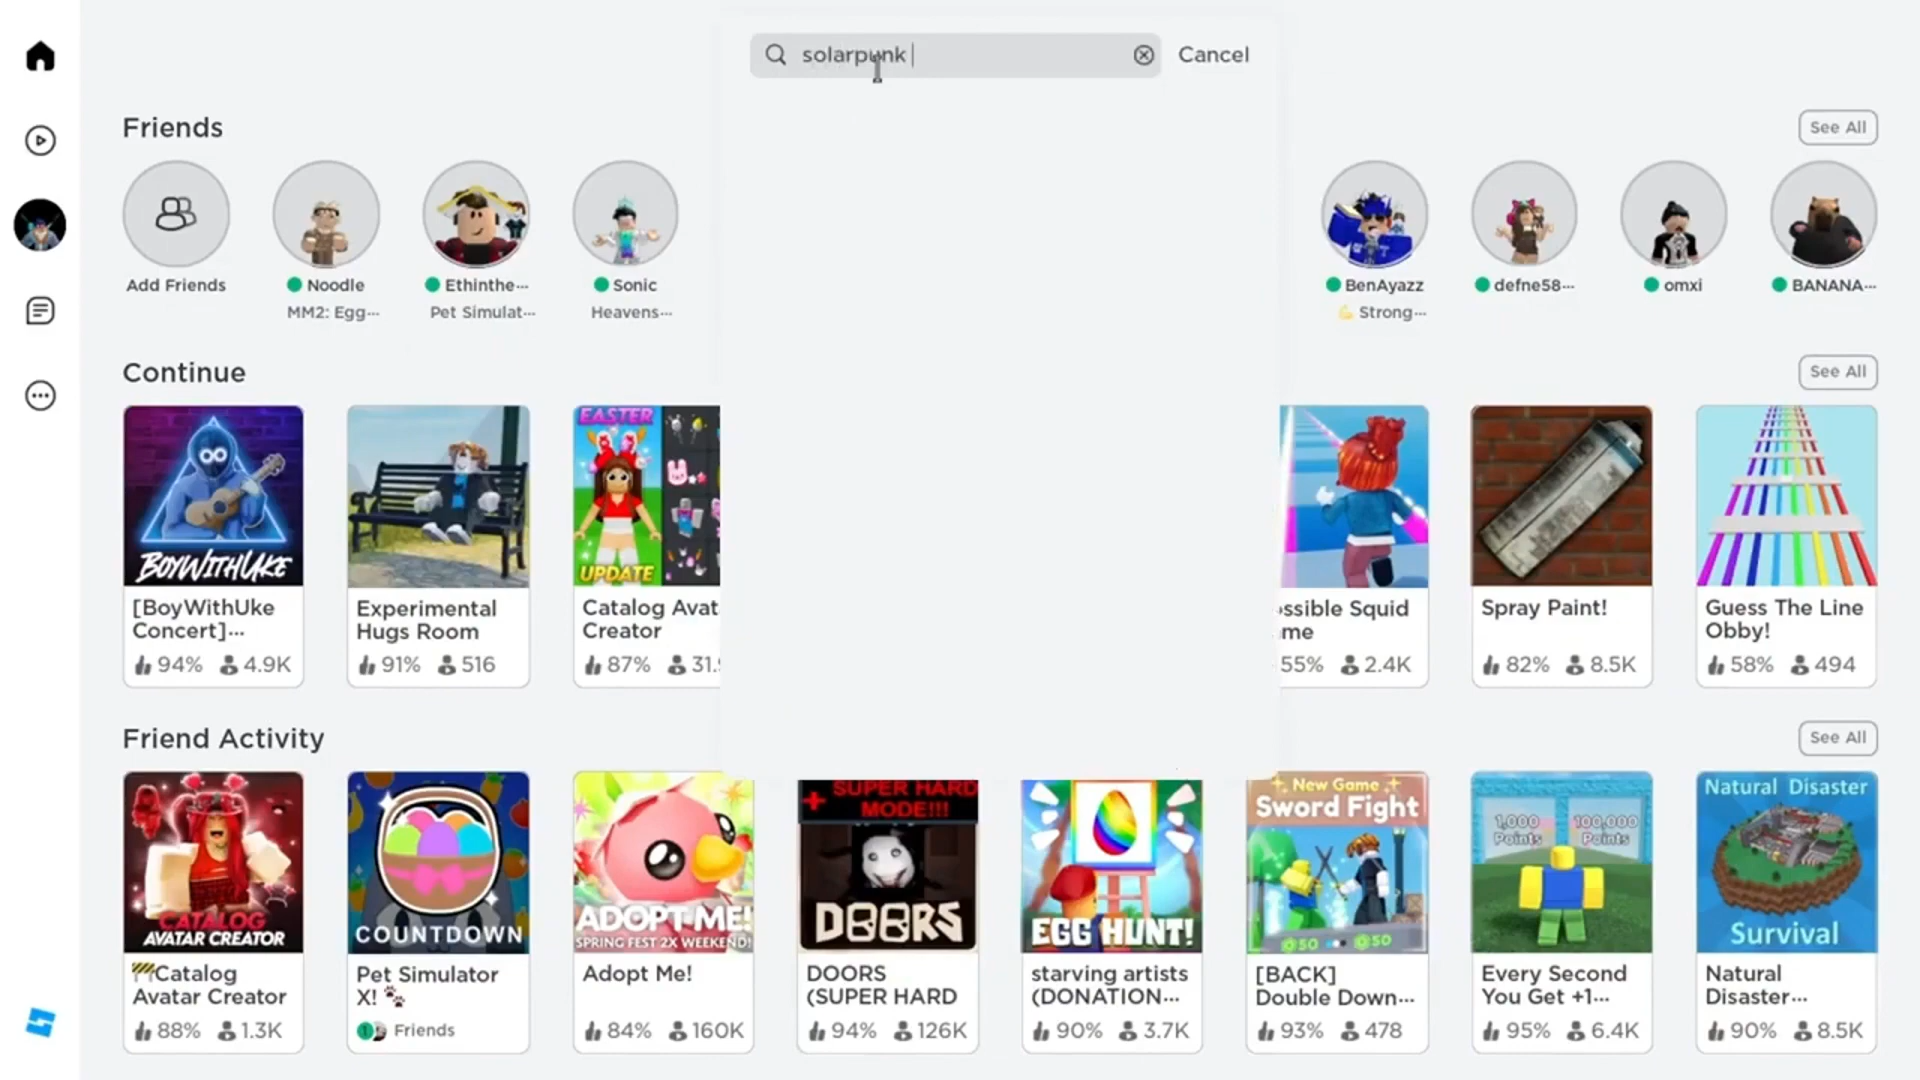 solarpunk
Cancel
Friends
See All
Add Friends
Noodle
MM2: Egg...
Ethinthe...
Pet Simulat...
Sonic
Heavens...
BenAyazz
Strong...
defne58...
omxi
BANANA...
Continue
See All
BOYWITHUKE
EASTER
UPDATE
[BoyWithUke
Concert]...
94% 4.9K
Experimental
Hugs Room
91% 516
Catalog Avat
Creator
87% 31.
ssible Squid
me
55% 2.4K
Spray Paint!
82% 8.5K
Guess The Line
Obby!
58% 494
Friend Activity
See All
CATALOG
AVATAR CREATOR
COUNTDOWN
ADOPT ME!
SPRING FEST 2X WEEKEND!
SUPER HARD
MODE!!!
DOORS
EGG HUNT!
New Game
Sword Fight
50 50
1,000
Points
100,000
Points
Natural Disaster
Survival
Catalog
Avatar Creator
88% 1.3K
Pet Simulator
X!
1 Friends
Adopt Me!
84% 160K
DOORS
(SUPER HARD
94% 126K
starving artists
(DONATION...
90% 3.7K
[BACK]
Double Down...
93% 478
Every Second
You Get +1...
95% 6.4K
Natural
Disaster...
90% 8.5K